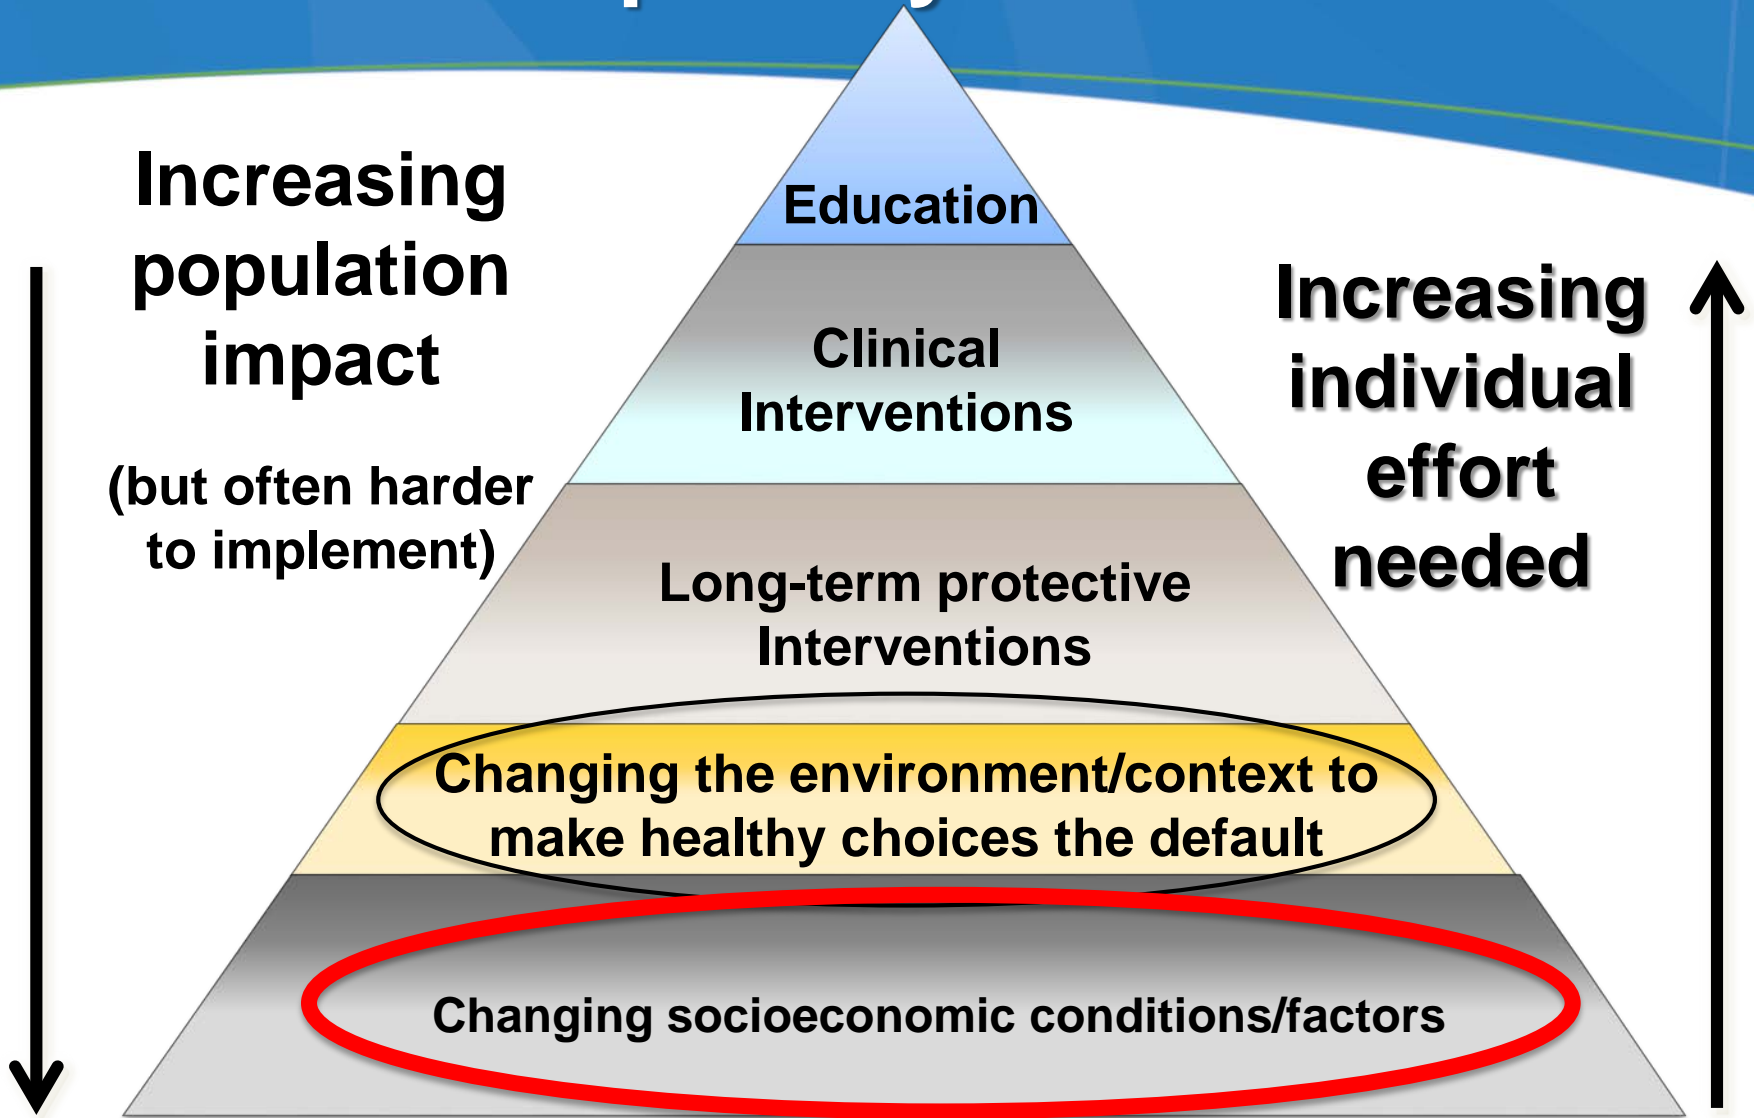 Education
Increasing
population
impact
(but often harder
to implement)
Clinical
Interventions
Increasing
individual
effort
needed
Long-term protective
Interventions
Changing the environment/context to
make healthy choices the default
Changing socioeconomic conditions/factors